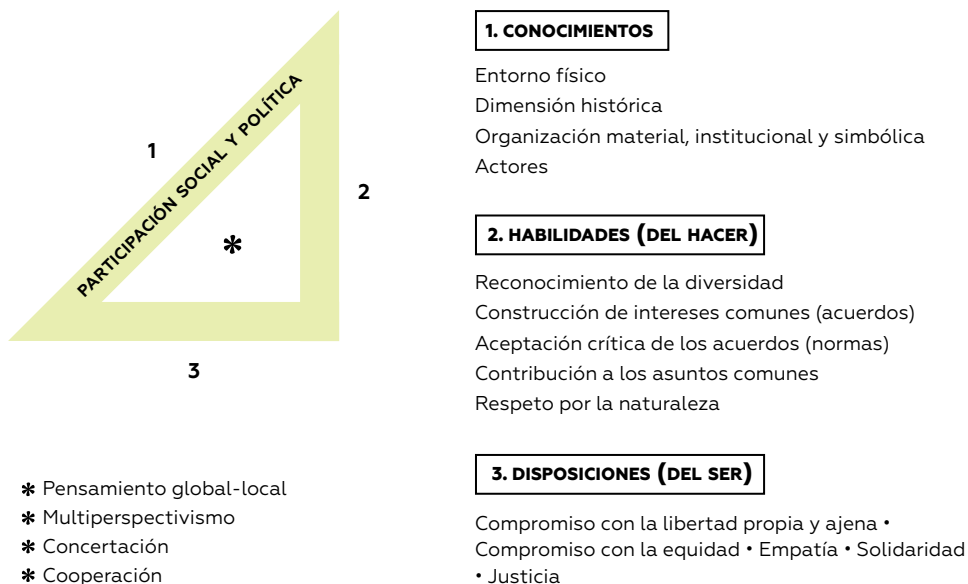 PARTICIPACIÓN SOCIAL Y POLÍTICA
1
2
3
*
* Pensamiento global-local
* Multiperspectivismo
* Concertación
* Cooperación
1. CONOCIMIENTOS
Entorno físico
Dimensión histórica
Organización material, institucional y simbólica
Actores
2. HABILIDADES (DEL HACER)
Reconocimiento de la diversidad
Construcción de intereses comunes (acuerdos)
Aceptación crítica de los acuerdos (normas)
Contribución a los asuntos comunes
Respeto por la naturaleza
3. DISPOSICIONES (DEL SER)
Compromiso con la libertad propia y ajena •
Compromiso con la equidad • Empatía • Solidaridad
• Justicia